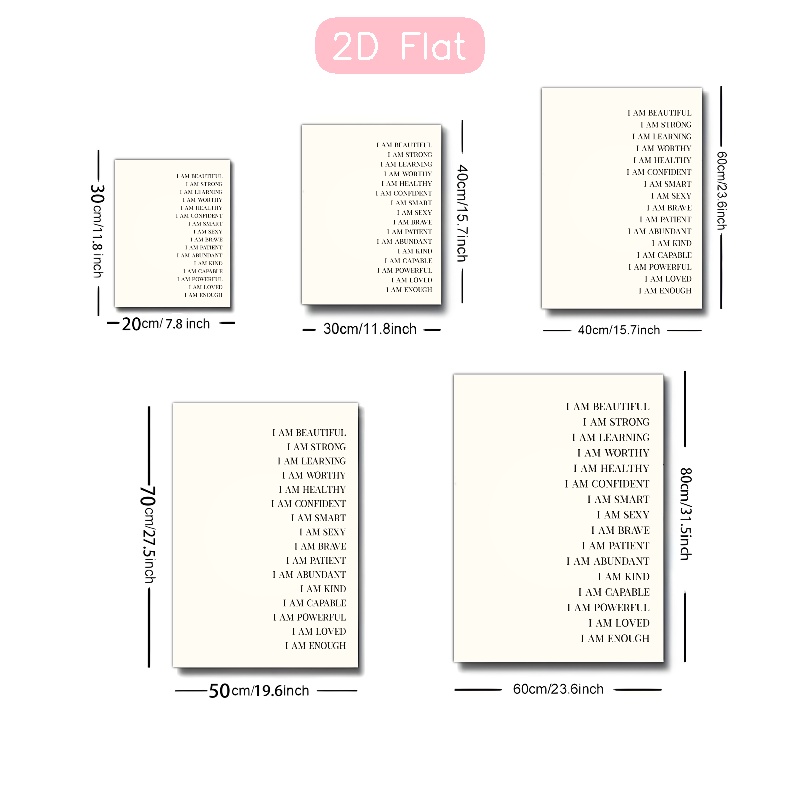 2D Flat
I AM BEAUTIFUL
I AM STRONG
I AM LEARNING
I AM WORTHY
I AM HEALTHY
I AM CONFIDENT
I AM SMART
I AM SEXY
I AM BRAVE
I AM PATIENT
I AM ABUNDANT
I AM KIND
I AM CAPABLE
I AM POWERFUL
I AM LOVED
I AM ENOUGH
30cm/11.8 inch
20cm/7.8 inch
I AM BEAUTIFUL
I AM STRONG
I AM LEARNING
I AM WORTHY
I AM HEALTHY
I AM CONFIDENT
I AM SMART
I AM SEXY
I AM BRAVE
I AM PATIENT
I AM ABUNDANT
I AM KIND
I AM CAPABLE
I AM POWERFUL
I AM LOVED
I AM ENOUGH
40cm/15.7inch
30cm/11.8inch
I AM BEAUTIFUL
I AM STRONG
I AM LEARNING
I AM WORTHY
I AM HEALTHY
I AM CONFIDENT
I AM SMART
I AM SEXY
I AM BRAVE
I AM PATIENT
I AM ABUNDANT
I AM KIND
I AM CAPABLE
I AM POWERFUL
I AM LOVED
I AM ENOUGH
60cm/23.6inch
40cm/15.7inch
I AM BEAUTIFUL
I AM STRONG
I AM LEARNING
I AM WORTHY
I AM HEALTHY
I AM CONFIDENT
I AM SMART
I AM SEXY
I AM BRAVE
I AM PATIENT
I AM ABUNDANT
I AM KIND
I AM CAPABLE
I AM POWERFUL
I AM LOVED
I AM ENOUGH
70cm/27.5inch
50cm/19.6inch
I AM BEAUTIFUL
I AM STRONG
I AM LEARNING
I AM WORTHY
I AM HEALTHY
I AM CONFIDENT
I AM SMART
I AM SEXY
I AM BRAVE
I AM PATIENT
I AM ABUNDANT
I AM KIND
I AM CAPABLE
I AM POWERFUL
I AM LOVED
I AM ENOUGH
80cm/31.5inch
60cm/23.6inch